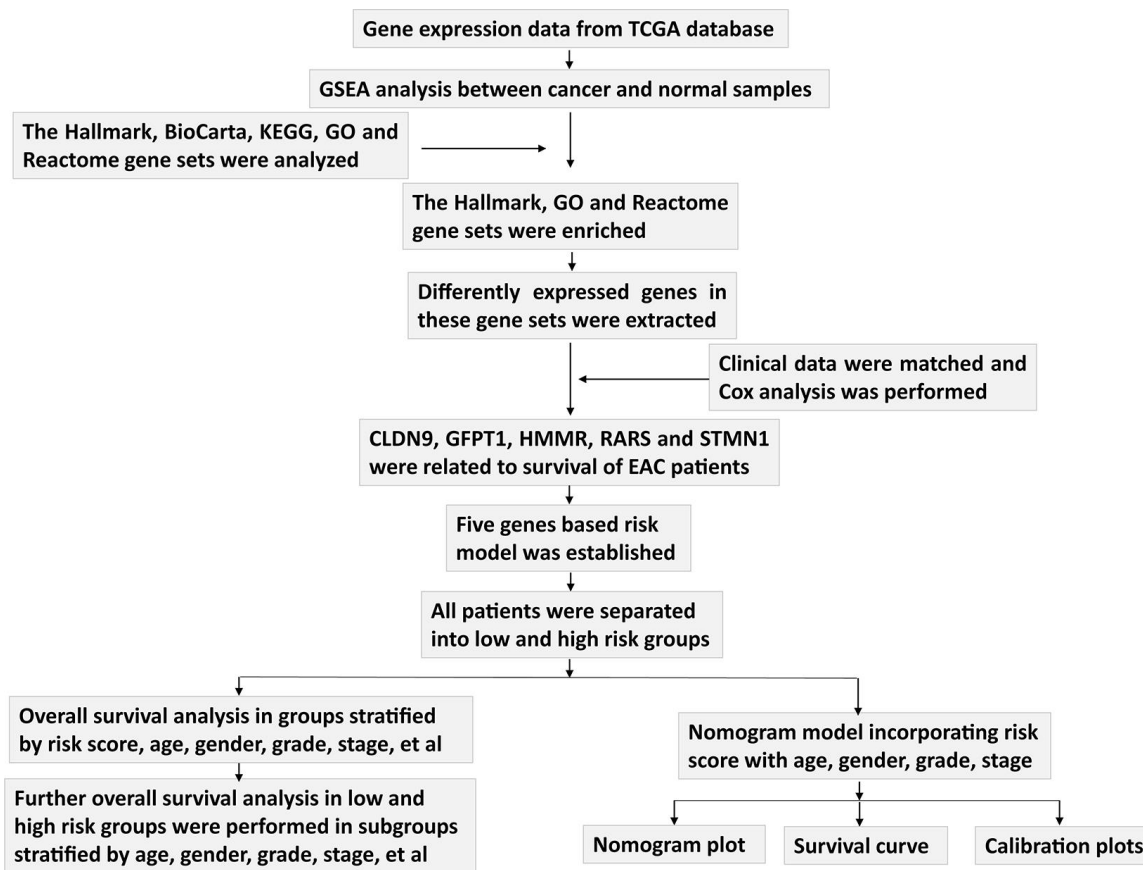 Gene expression data from TCGA database
GSEA analysis between cancer and normal samples
The Hallmark, BioCarta, KEGG, GO and
Reactome gene sets were analyzed
The Hallmark, GO and Reactome
gene sets were enriched
Differently expressed genes in
these gene sets were extracted
Clinical data were matched and
Cox analysis was performed
CLDN9, GFPT1, HMMR, RARS and STMN1
were related to survival of EAC patients
Five genes based risk
model was established
All patients were separated
into low and high risk groups
Overall survival analysis in groups stratified
by risk score, age, gender, grade, stage, et al
Further overall survival analysis in low and
high risk groups were performed in subgroups
stratified by age, gender, grade, stage, et al
Nomogram model incorporating risk
score with age, gender, grade, stage
Nomogram plot
Survival curve
Calibration plots